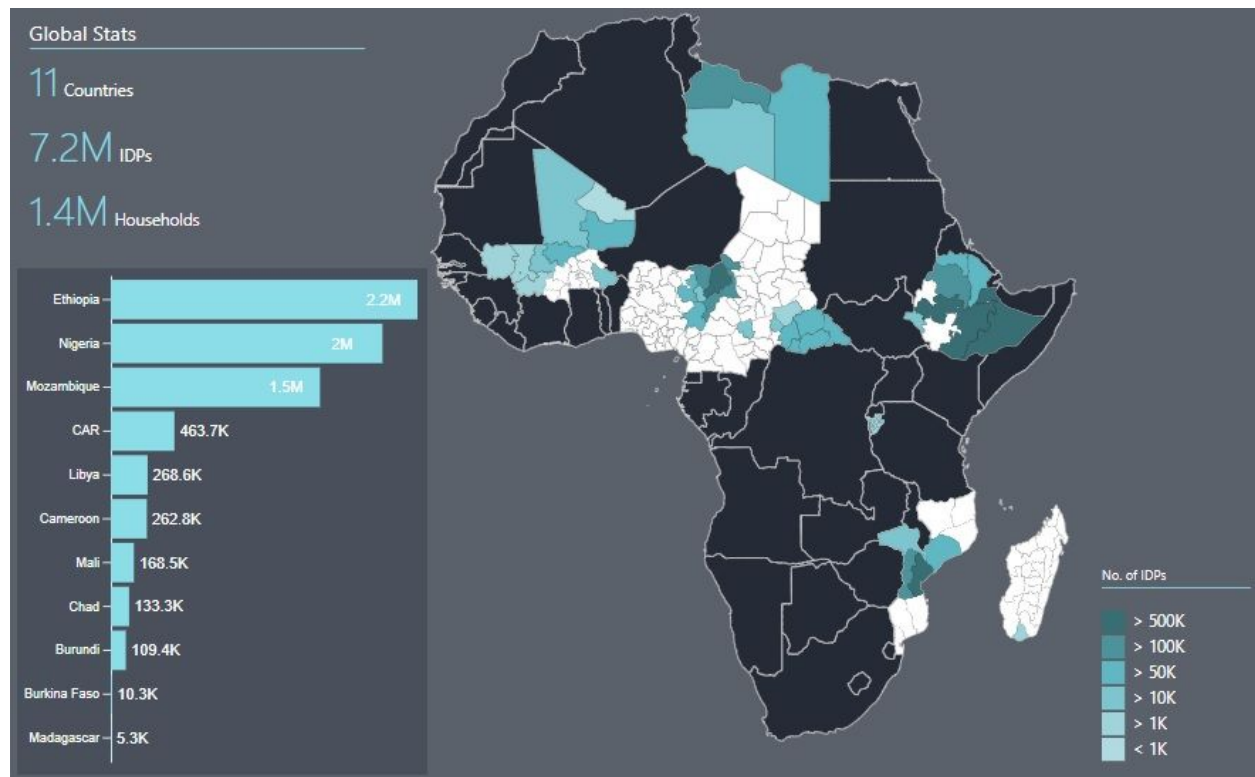 Global Stats
11 Countries
7.2M IDPs
1.4M Households
Ethiopia 2.2M
Nigeria 2M
Mozambique 1.5M
CAR 463.7K
Libya 268.6K
Cameroon 262.8K
Mali 168.5K
Chad 133.3K
Burundi 109.4K
Burkina Faso 10.3K
Madagascar 5.3K
No. of IDPs
> 500K
> 100K
> 50K
> 10K
> 1K
< 1K